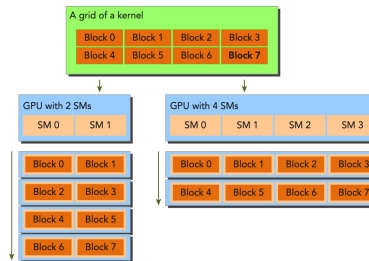 A grid of a kernel
Block 0 Block 1 Block 2 Block 3
Block 4 Block 5 Block 6 Block 7
GPU with 2 SMs
SM 0 SM 1
Block 0 Block 1
Block 2 Block 3
Block 4 Block 5
Block 6 Block 7
GPU with 4 SMs
SM 0 SM 1 SM 2 SM 3
Block 0 Block 1 Block 2 Block 3
Block 4 Block 5 Block 6 Block 7